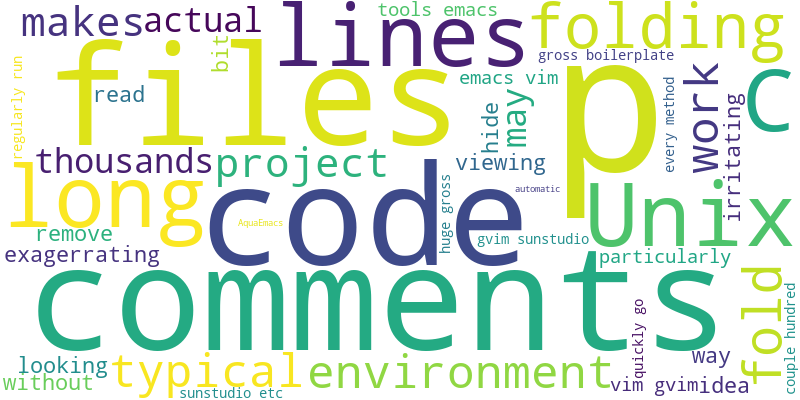 makes
actual
bit
lines
tools emacs
folding
gross boilerplate
regularly run
files
read
emacs vim
p
C
hide
may
work
every method
irritating
thousands
project
viewing
long
code
automatic
Unix
AquaEmacs
huge gross
remove
gvim sunstudio
exagerrating
particularly
comments
fold
quickly go
couple hundred
looking
typical
environment
way
without
sunstudio etc
vim gvim
idea